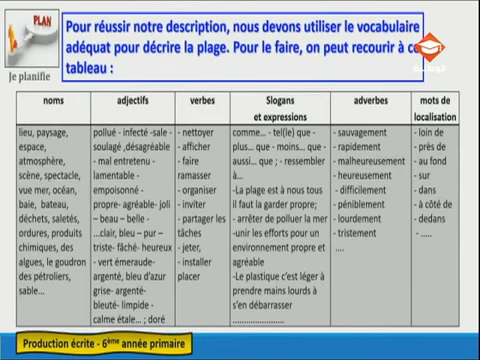 PLAN
Je planifie
Pour réussir notre description, nous devons utiliser le vocabulaire
adéquat pour décrire la plage. Pour le faire, on peut recourir à ce
tableau :
noms
lieu, paysage,
espace,
atmosphère,
scène, spectacle,
vue mer, océan,
baie, bateau,
déchets, saletés,
ordures, produits
chimiques, des
algues, le goudron
des pétroliers,
sable...
adjectifs
pollué - infecté -sale -
soulagé ,désagréable
- mal entretenu -
lamentable -
empoisonné -
propre- agréable- joli
– beau – belle -
...clair, bleu – pur –
triste- fâché- heureux
- vert émeraude-
argenté, bleu d'azur
grise- argenté-
bleuté- limpide -
calme étale... ; doré
verbes
- nettoyer
- afficher
- faire
ramasser
- organiser
- inviter
- partager les
tâches
- jeter,
- installer
placer
Slogans
et expressions
comme... - tel(le) que -
plus... que - moins... que -
aussi... que ; - ressembler
à...
-La plage est à nous tous
il faut la garder propre;
- arrêter de polluer la mer
-unir les efforts pour un
environnement propre et
agréable
-Le plastique c'est léger à
prendre mains lourds à
s'en débarrasser
.....................
adverbes
- sauvagement
- rapidement
- malheureusement
- heureusement
- difficilement
- péniblement
- lourdement
- tristement
....
mots de
localisation
- loin de
- près de
- au fond
- sur
- dans
- à côté de
- dedans
- .....
Production écrite - 6ème année primaire